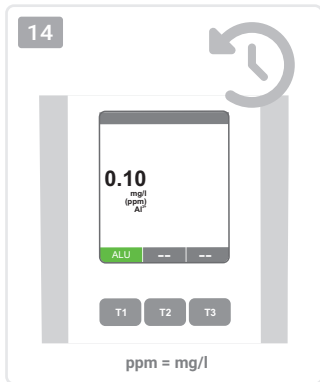 14
0.10
mg/l
(ppm)
Al³⁺
ALU -- --
T1 T2 T3
ppm = mg/l